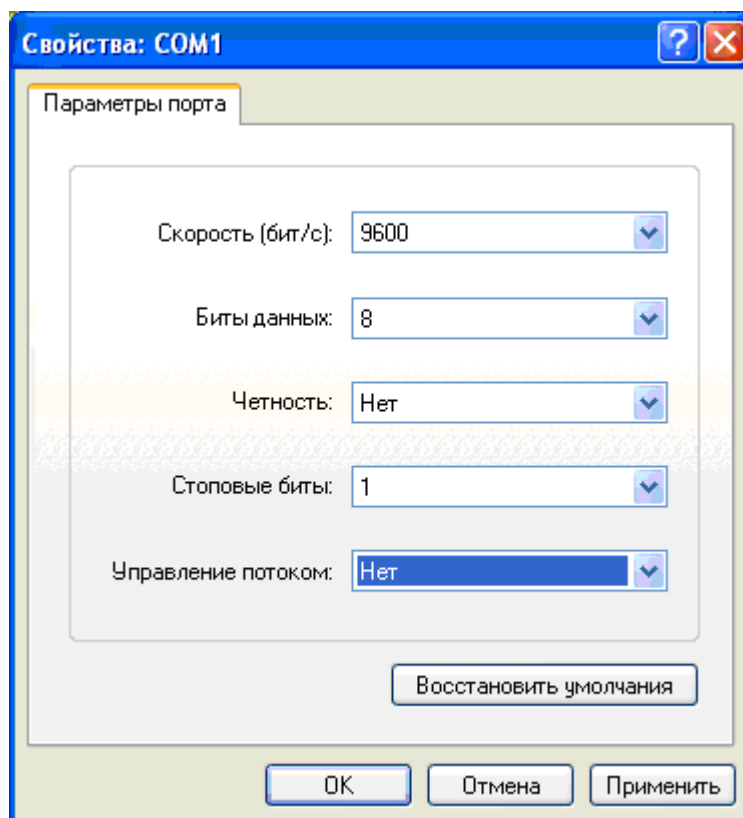 Свойства: COM1
Параметры порта
Скорость (бит/с): 9600
Биты данных: 8
Четность: Нет
Стоповые биты: 1
Управление потоком: Нет
Восстановить умолчания
OK Отмена Применить